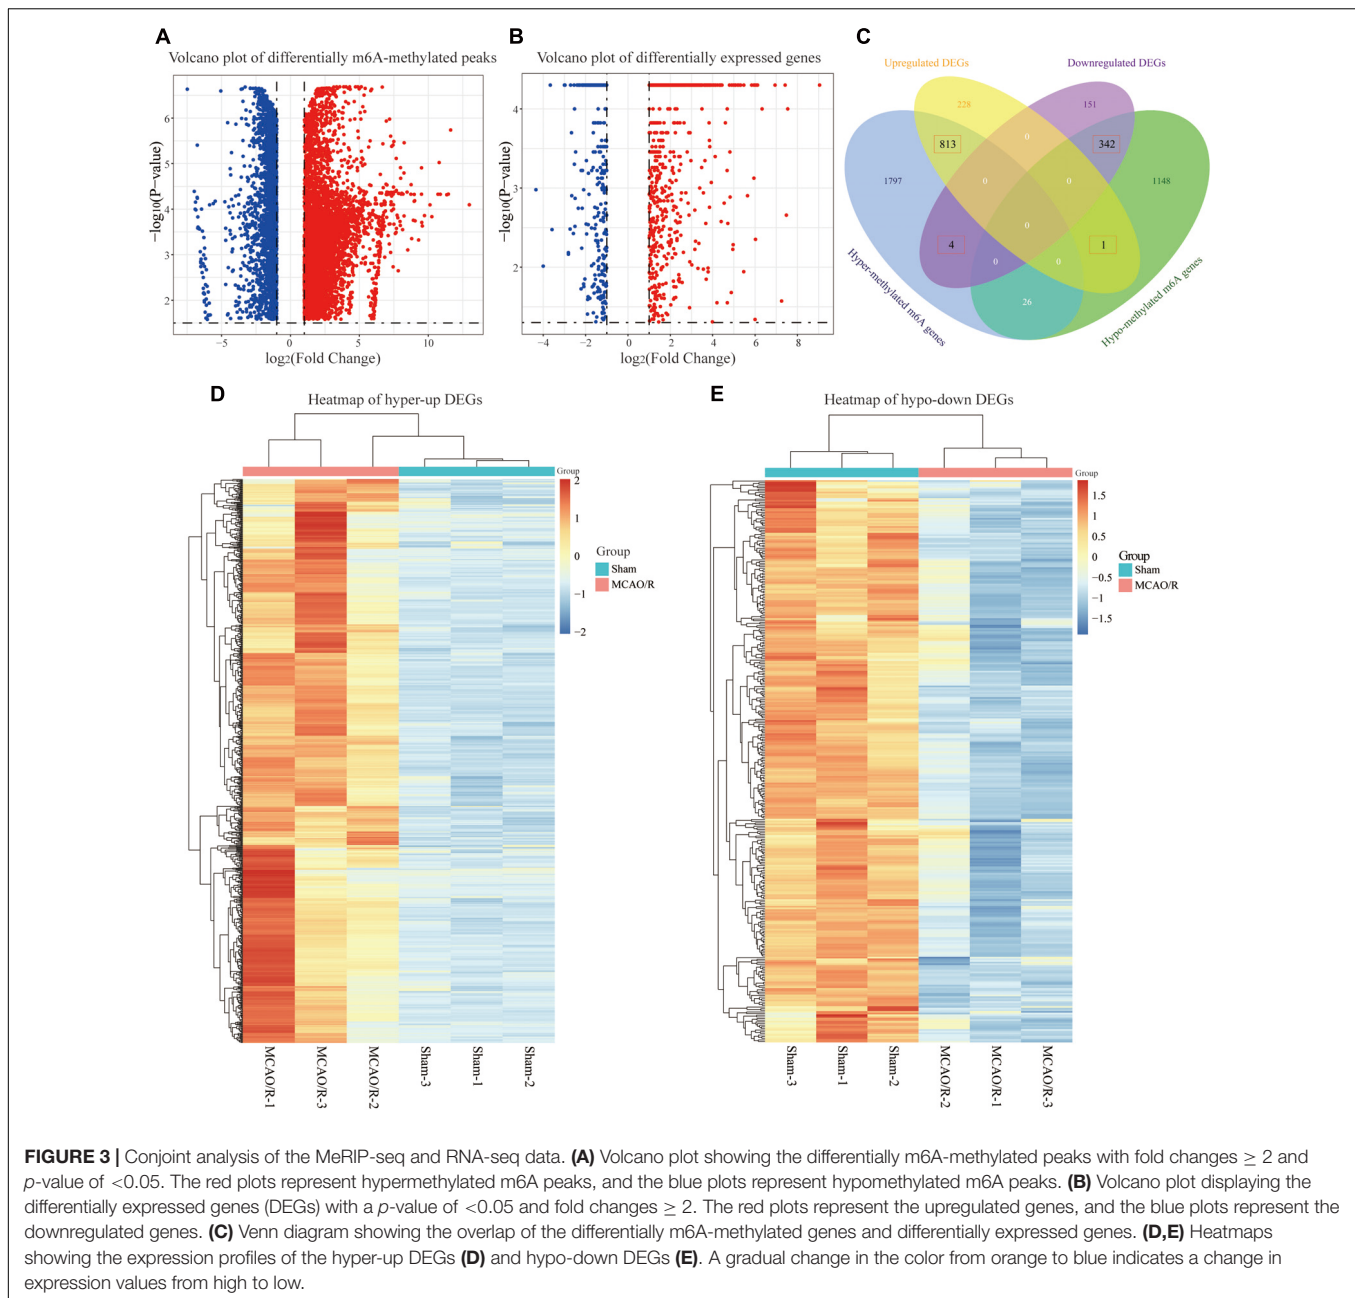 A
Volcano plot of differentially m6A-methylated peaks
−log10(P−value)
6
5
4
3
2
−5
0
5
10
log2(Fold Change)
B
Volcano plot of differentially expressed genes
−log10(P−value)
4
3
2
−4
−2
0
2
4
6
8
log2(Fold Change)
C
Upregulated DEGs
Downregulated DEGs
228
151
0
813
342
1797
0
0
1148
0
4
1
0
0
26
Hyper-methylated m6A genes
Hypo-methylated m6A genes
D
Heatmap of hyper-up DEGs
Group
2
1
0
−1
−2
Group
Sham
MCAO/R
MCAO/R-1
MCAO/R-3
MCAO/R-2
Sham-3
Sham-1
Sham-2
E
Heatmap of hypo-down DEGs
Group
1.5
1
0.5
0
−0.5
−1
−1.5
Group
Sham
MCAO/R
Sham-3
Sham-1
Sham-2
MCAO/R-2
MCAO/R-1
MCAO/R-3
FIGURE 3 | Conjoint analysis of the MeRIP-seq and RNA-seq data. (A) Volcano plot showing the differentially m6A-methylated peaks with fold changes ≥ 2 and
p-value of <0.05. The red plots represent hypermethylated m6A peaks, and the blue plots represent hypomethylated m6A peaks. (B) Volcano plot displaying the
differentially expressed genes (DEGs) with a p-value of <0.05 and fold changes ≥ 2. The red plots represent the upregulated genes, and the blue plots represent the
downregulated genes. (C) Venn diagram showing the overlap of the differentially m6A-methylated genes and differentially expressed genes. (D,E) Heatmaps
showing the expression profiles of the hyper-up DEGs (D) and hypo-down DEGs (E). A gradual change in the color from orange to blue indicates a change in
expression values from high to low.